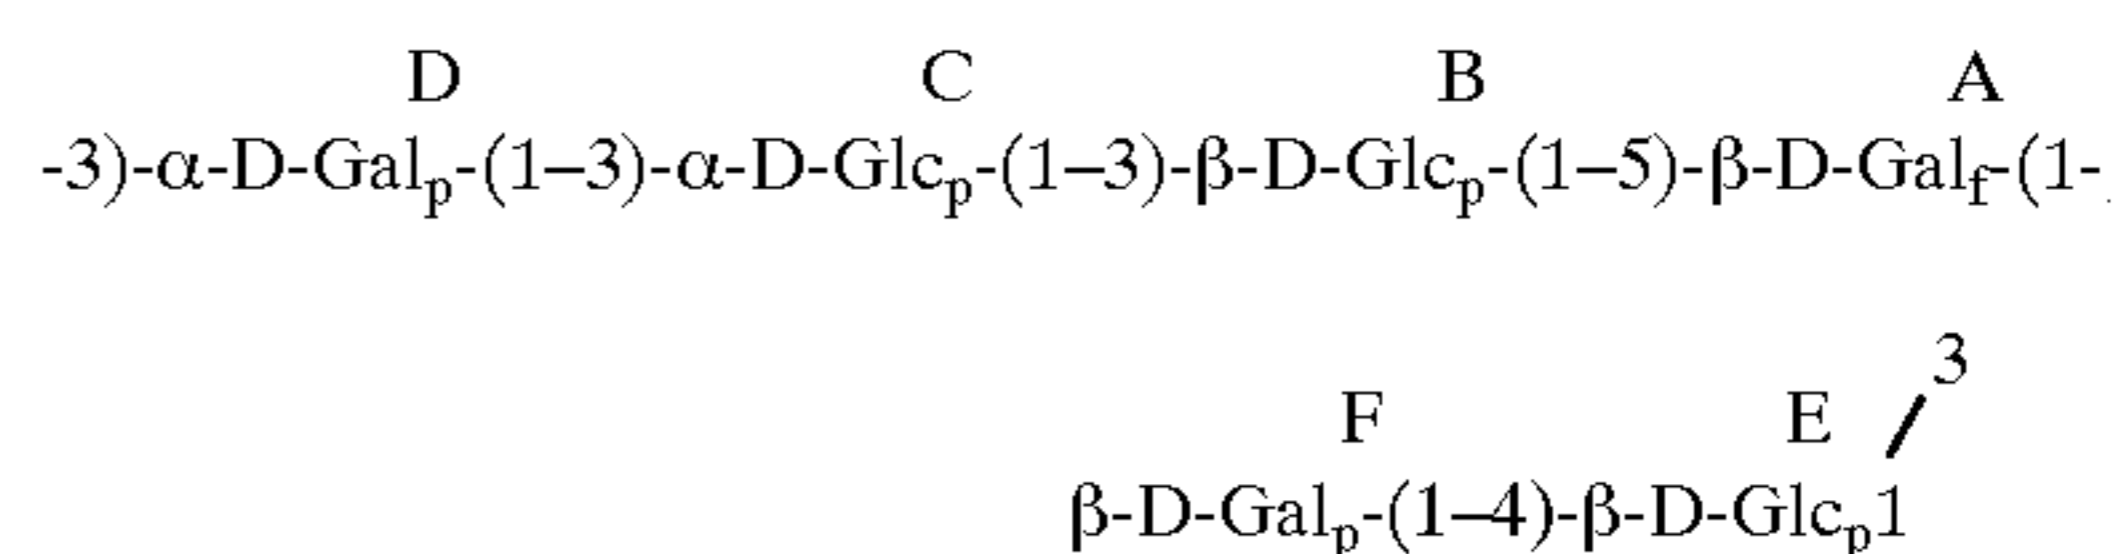 D C B A
-3)-α-D-Galp-(1–3)-α-D-Glcp-(1–3)-β-D-Glcp-(1–5)-β-D-Galf-(1-
3
F E
β-D-Galp-(1–4)-β-D-Glcp1